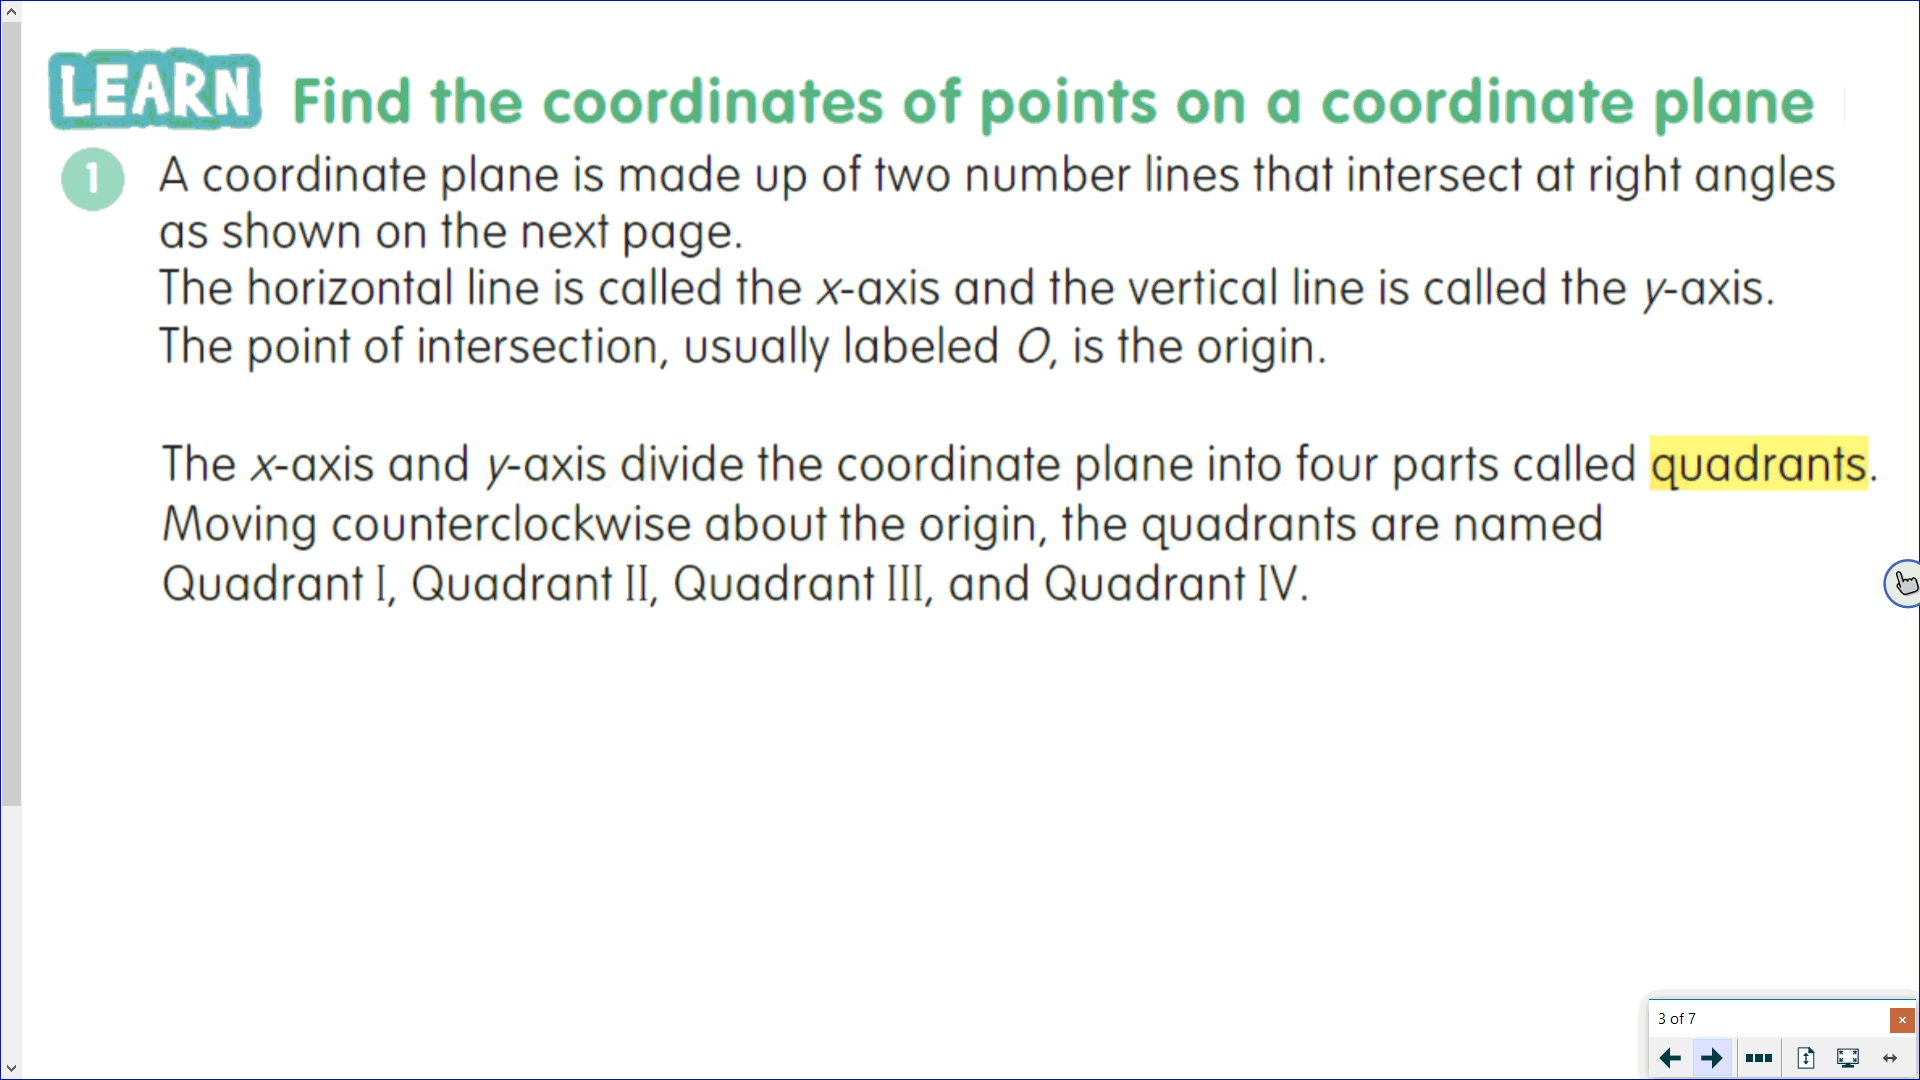 LEARN Find the coordinates of points on a coordinate plane
1 A coordinate plane is made up of two number lines that intersect at right angles
as shown on the next page.
The horizontal line is called the x-axis and the vertical line is called the y-axis.
The point of intersection, usually labeled O, is the origin.
The x-axis and y-axis divide the coordinate plane into four parts called quadrants.
Moving counterclockwise about the origin, the quadrants are named
Quadrant I, Quadrant II, Quadrant III, and Quadrant IV.
3 of 7